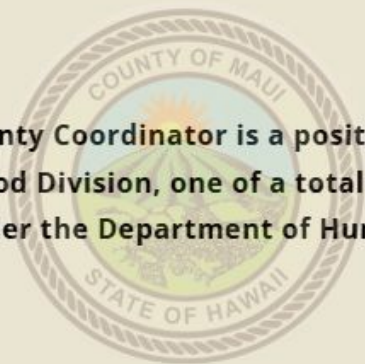 COUNTY OF MAUI
nty Coordinator is a posit
od Division, one of a total
er the Department of Hu
STATE OF HAWAII